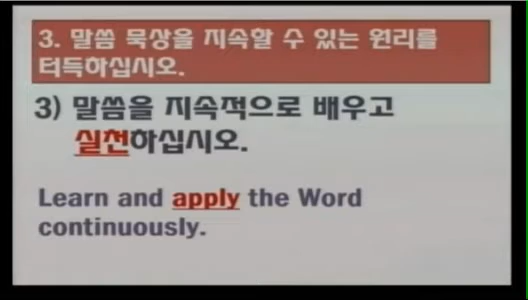 3. 말씀 묵상을 지속할 수 있는 원리를
터득하십시오.
3) 말씀을 지속적으로 배우고
실천하십시오.
Learn and apply the Word
continuously.